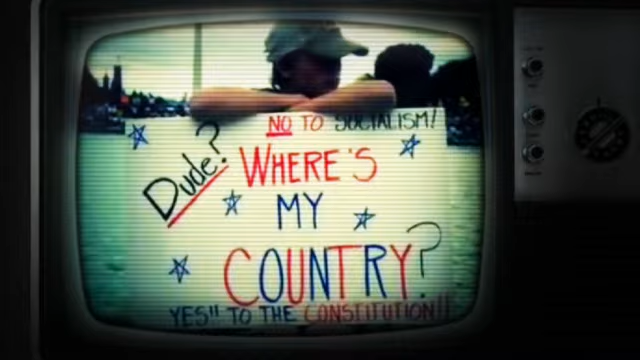 NO TO SOCIALISM!
Dude? WHERE'S
MY
COUNTRY?
YES!! TO THE CONSTITUTION!!